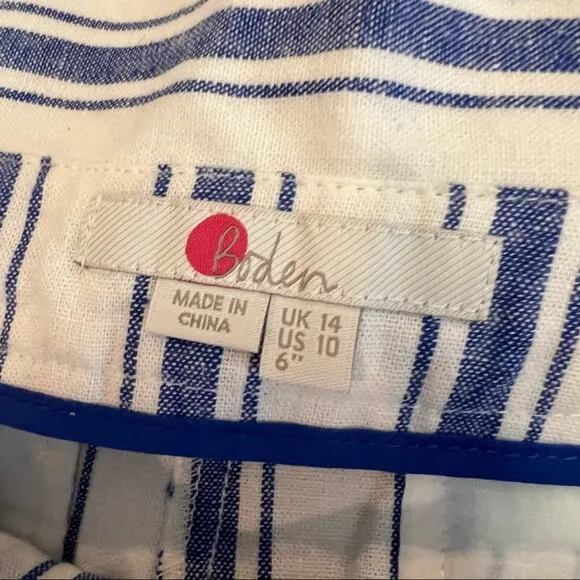 Boden
MADE IN
CHINA
UK 14
US 10
6"